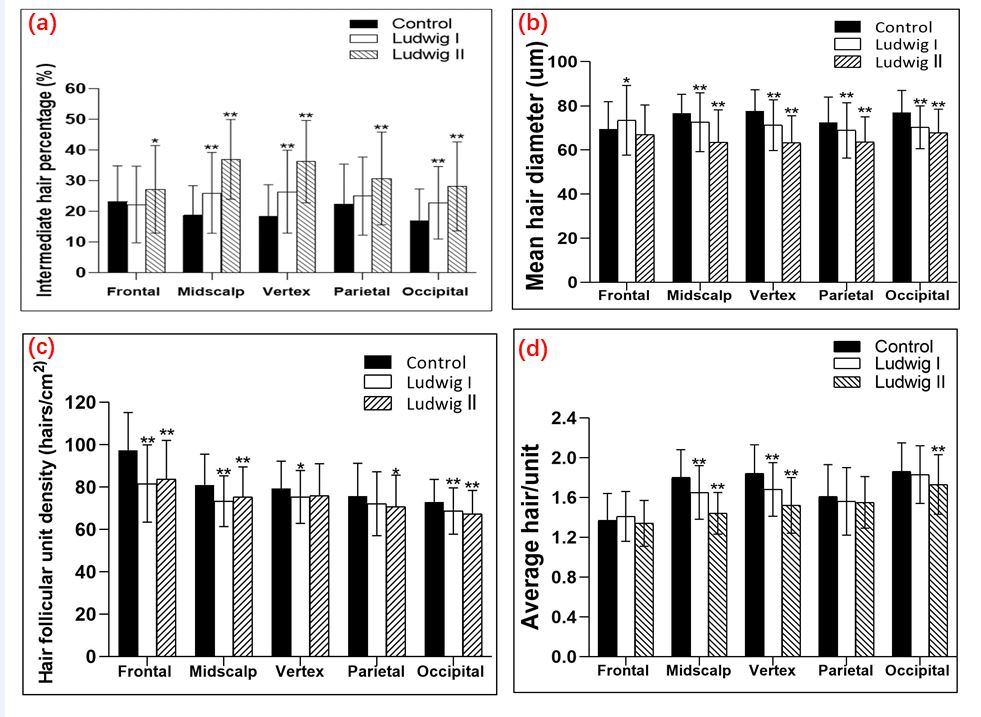 (a)
Control
Ludwig I
Ludwig II
Intermediate hair percentage (%)
60
50
40
30
20
10
0
* ** ** ** ** ** ** **
Frontal Midscalp Vertex Parietal Occipital
(b)
Control
Ludwig I
Ludwig II
Mean hair diameter (um)
100
80
60
40
20
0
* ** ** ** ** ** ** ** **
Frontal Midscalp Vertex Parietal Occipital
(c)
Control
Ludwig I
Ludwig II
Hair follicular unit density (hairs/cm²)
120
100
80
60
40
20
0
** ** ** ** * * ** **
Frontal Midscalp Vertex Parietal Occipital
(d)
Control
Ludwig I
Ludwig II
Average hair/unit
2.4
2.0
1.6
1.2
0.8
0.4
0.0
** ** ** ** **
Frontal Midscalp Vertex Parietal Occipital